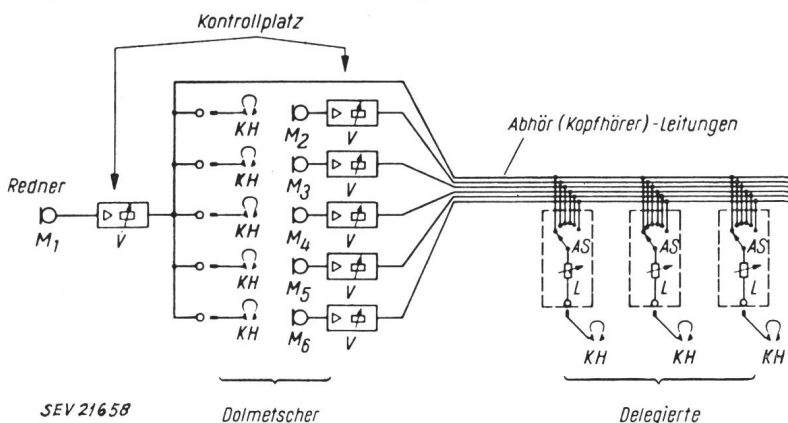 Kontrollplatz
KH
M2
V
Abhör (Kopfhörer)-Leitungen
KH
M3
V
Redner
M1
V
KH
M4
V
AS
AS
AS
KH
M5
V
L
L
L
KH
M6
V
KH
KH
KH
SEV 21658
Dolmetscher
Delegierte